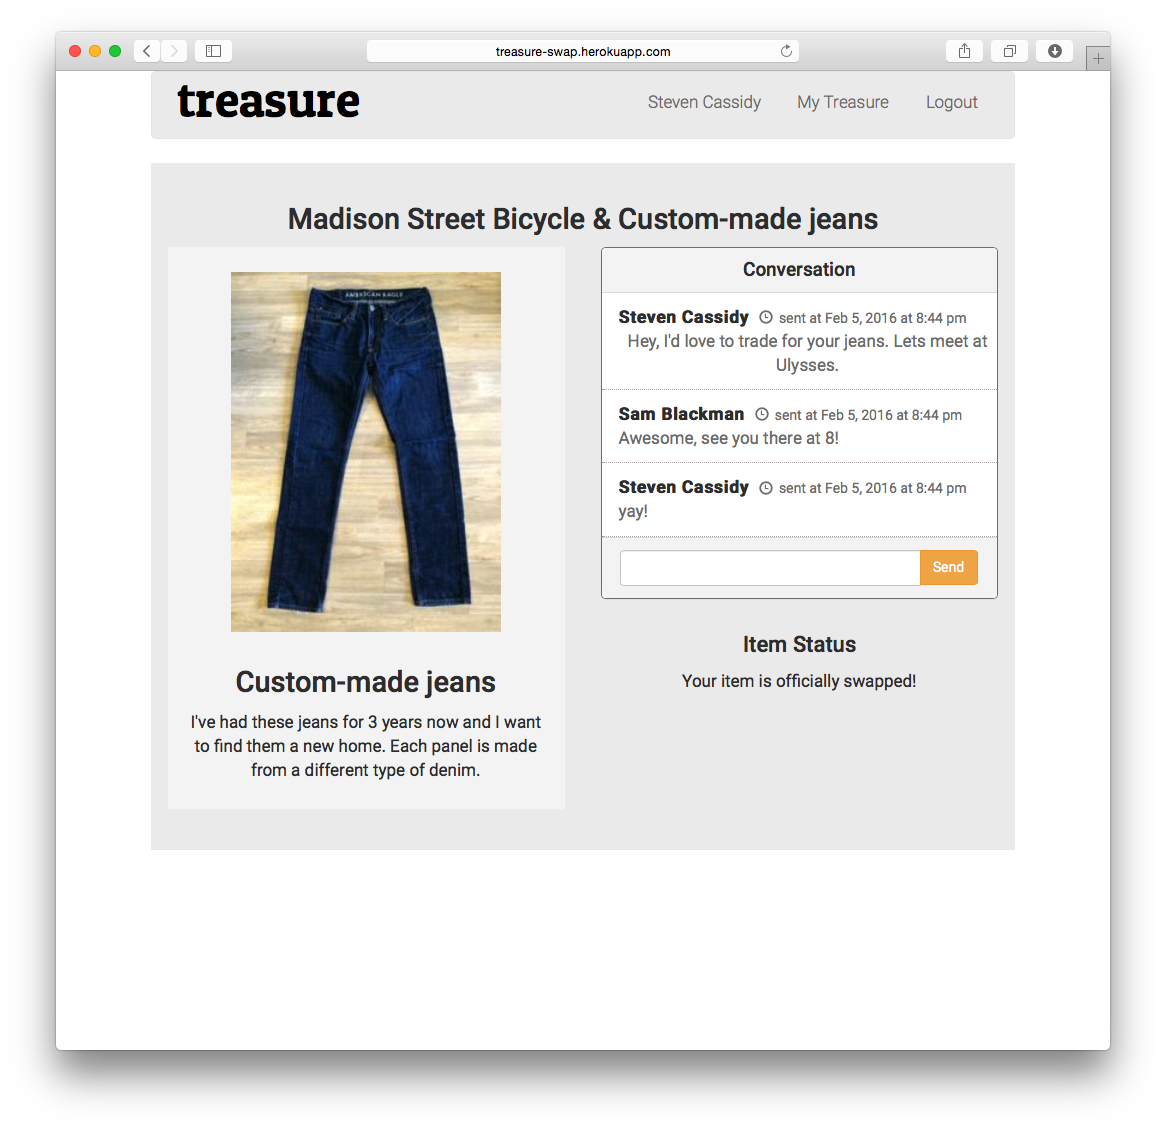 treasure-swap.herokuapp.com
treasure
Steven Cassidy
My Treasure
Logout
Madison Street Bicycle & Custom-made jeans
AMERICAN EAGLE
Custom-made jeans
I've had these jeans for 3 years now and I want
to find them a new home. Each panel is made
from a different type of denim.
Conversation
Steven Cassidy sent at Feb 5, 2016 at 8:44 pm
Hey, I'd love to trade for your jeans. Lets meet at
Ulysses.
Sam Blackman sent at Feb 5, 2016 at 8:44 pm
Awesome, see you there at 8!
Steven Cassidy sent at Feb 5, 2016 at 8:44 pm
yay!
Send
Item Status
Your item is officially swapped!